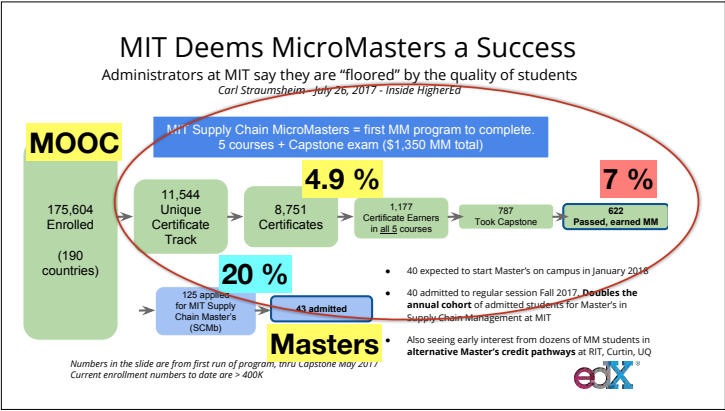 MIT Deems MicroMasters a Success
Administrators at MIT say they are “floored” by the quality of students
Carl Straumsheim - July 26, 2017 - Inside HigherEd
MIT Supply Chain MicroMasters = first MM program to complete.
5 courses + Capstone exam ($1,350 MM total)
MOOC
4.9 %
7 %
175,604
Enrolled
(190
countries)
11,544
Unique
Certificate
Track
8,751
Certificates
1,177
Certificate Earners
in all 5 courses
787
Took Capstone
622
Passed, earned MM
20 %
125 applied
for MIT Supply
Chain Master’s
(SCMb)
43 admitted
Masters
● 40 expected to start Master’s on campus in January 2018
● 40 admitted to regular session Fall 2017. Doubles the
annual cohort of admitted students for Master’s in
Supply Chain Management at MIT
● Also seeing early interest from dozens of MM students in
alternative Master’s credit pathways at RIT, Curtin, UQ
Numbers in the slide are from first run of program, thru Capstone May 2017
Current enrollment numbers to date are > 400K
edX